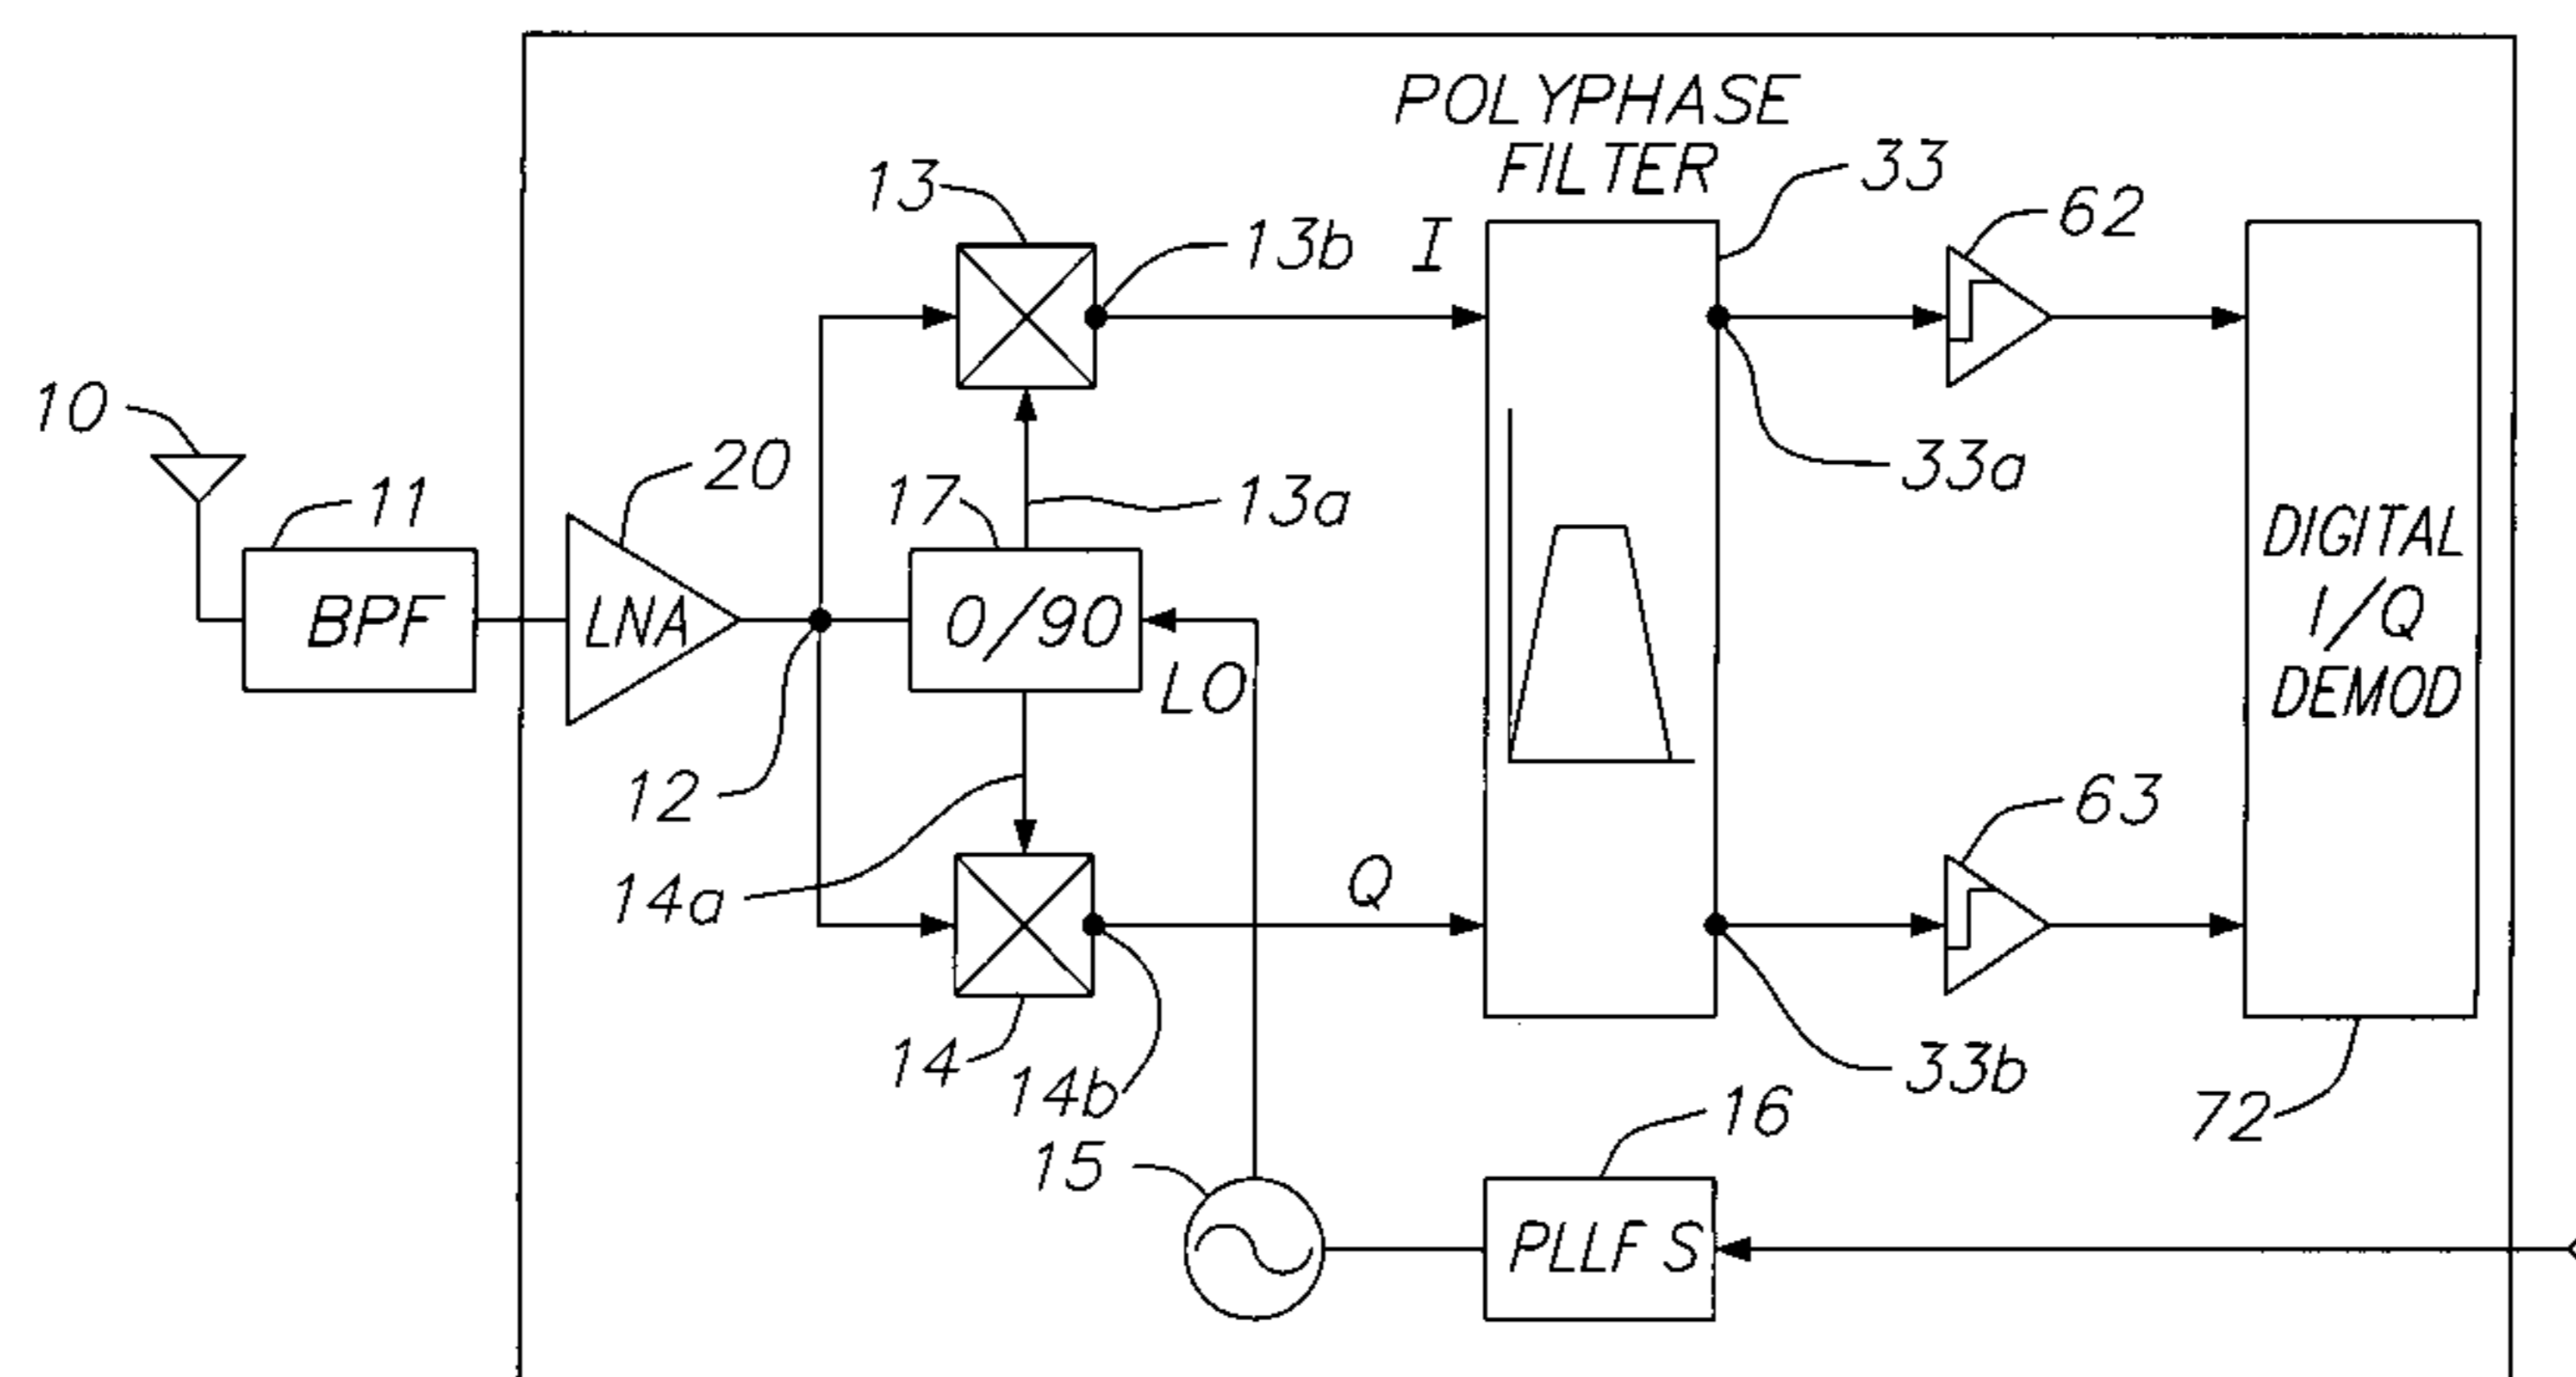 POLYPHASE
FILTER
33
13
13b
I
62
10
11
20
17
13a
33a
BPF
LNA
0/90
LO
DIGITAL
I/Q
DEMOD
12
14a
Q
63
14
14b
33b
72
15
16
PLLF S